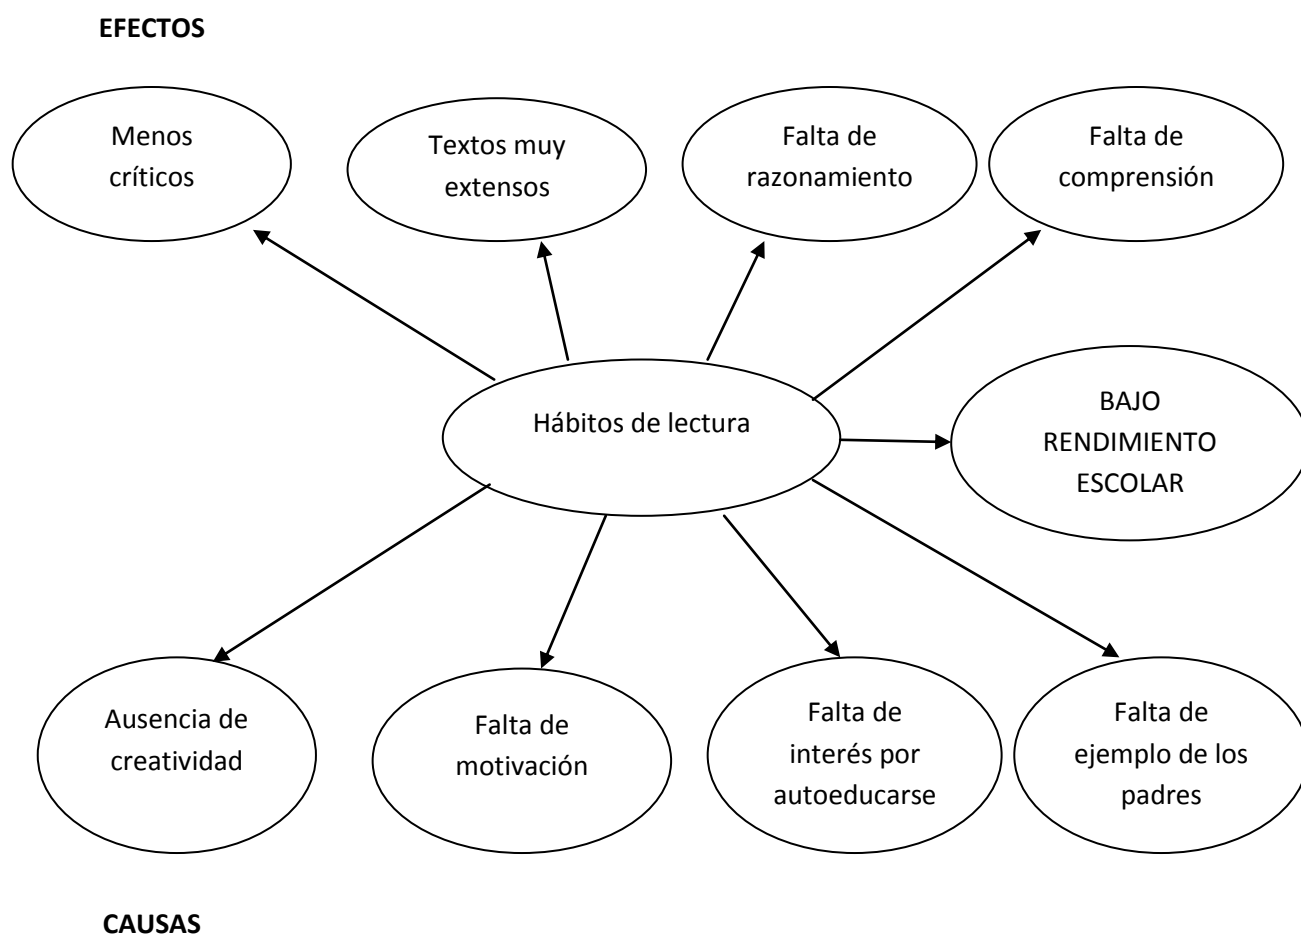 EFECTOS
Menos
críticos
Textos muy
extensos
Falta de
razonamiento
Falta de
comprensión
Hábitos de lectura
BAJO
RENDIMIENTO
ESCOLAR
Ausencia de
creatividad
Falta de
motivación
Falta de
interés por
autoeducarse
Falta de
ejemplo de los
padres
CAUSAS